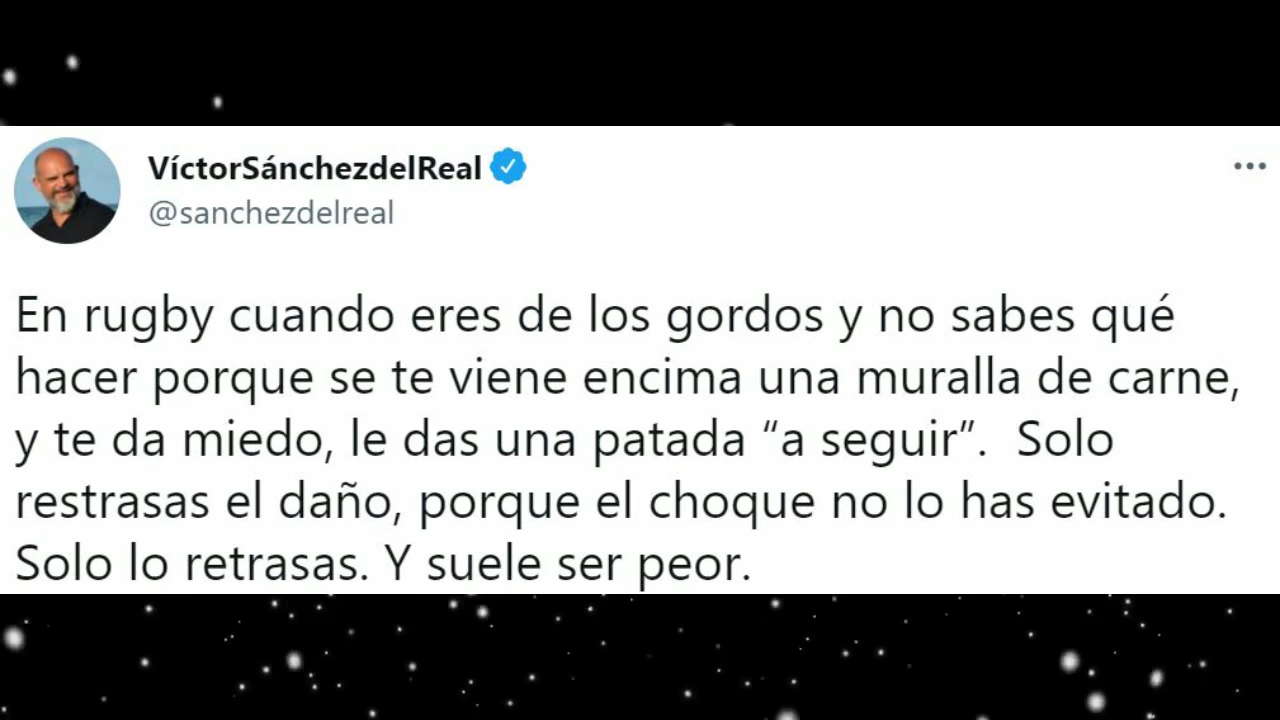 VíctorSánchezdelReal
@sanchezdelreal
En rugby cuando eres de los gordos y no sabes qué
hacer porque se te viene encima una muralla de carne,
y te da miedo, le das una patada “a seguir”.  Solo
restrasas el daño, porque el choque no lo has evitado.
Solo lo retrasas. Y suele ser peor.